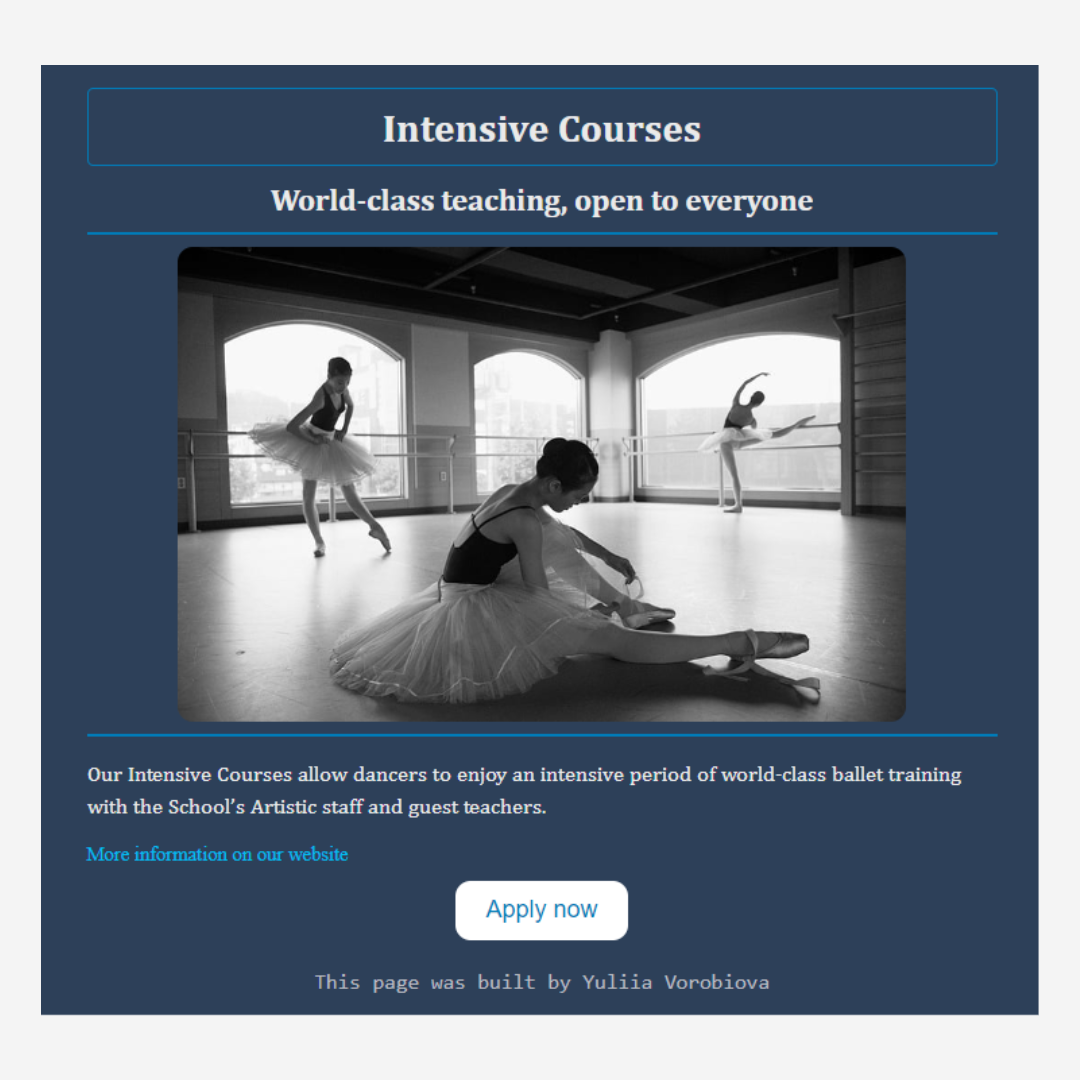 Intensive Courses
World-class teaching, open to everyone
Our Intensive Courses allow dancers to enjoy an intensive period of world-class ballet training
with the School’s Artistic staff and guest teachers.
More information on our website
Apply now
This page was built by Yuliia Vorobiova